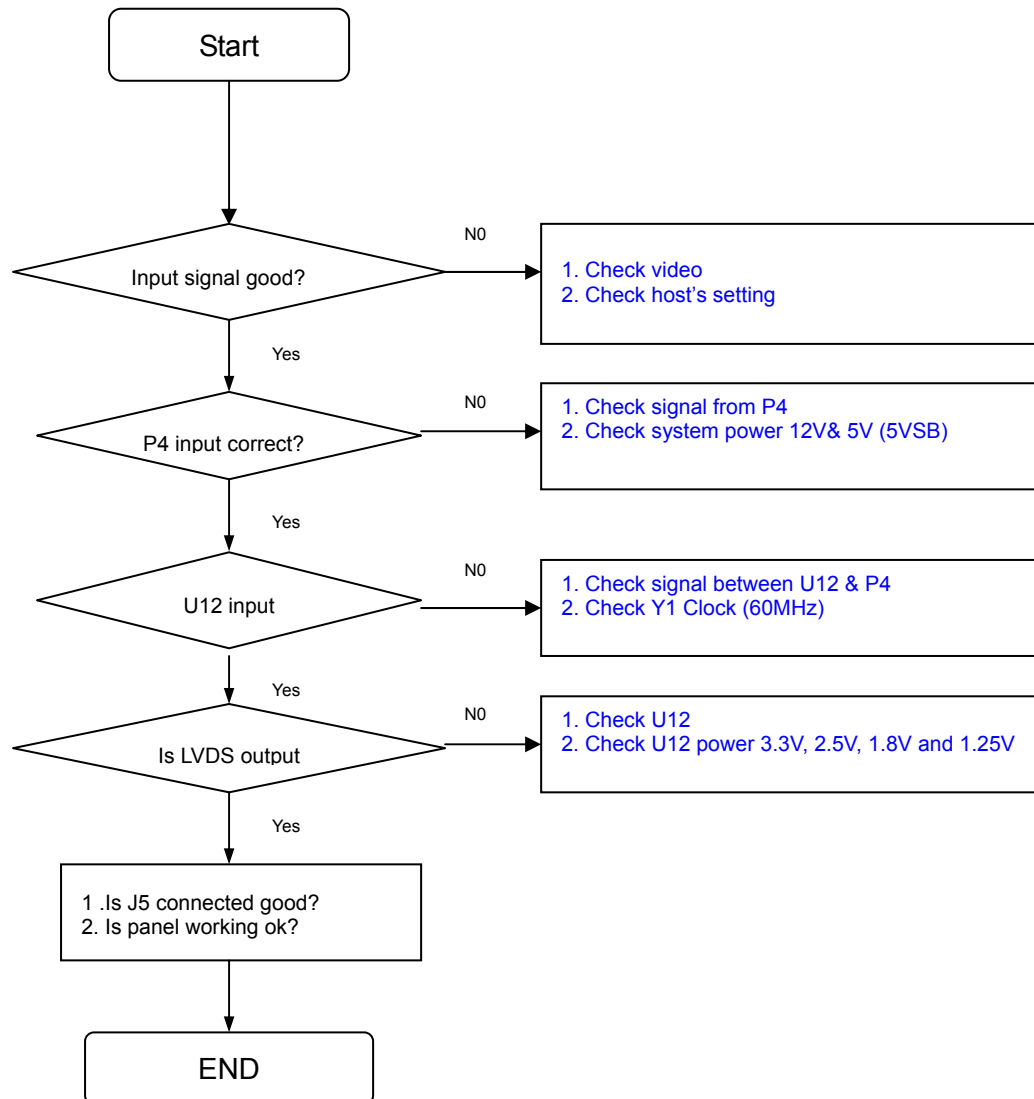 Start
Input signal good?
N0
1. Check video
2. Check host's setting
Yes
P4 input correct?
N0
1. Check signal from P4
2. Check system power 12V& 5V (5VSB)
Yes
U12 input
N0
1. Check signal between U12 & P4
2. Check Y1 Clock (60MHz)
Yes
Is LVDS output
N0
1. Check U12
2. Check U12 power 3.3V, 2.5V, 1.8V and 1.25V
Yes
1 .Is J5 connected good?
2. Is panel working ok?
END